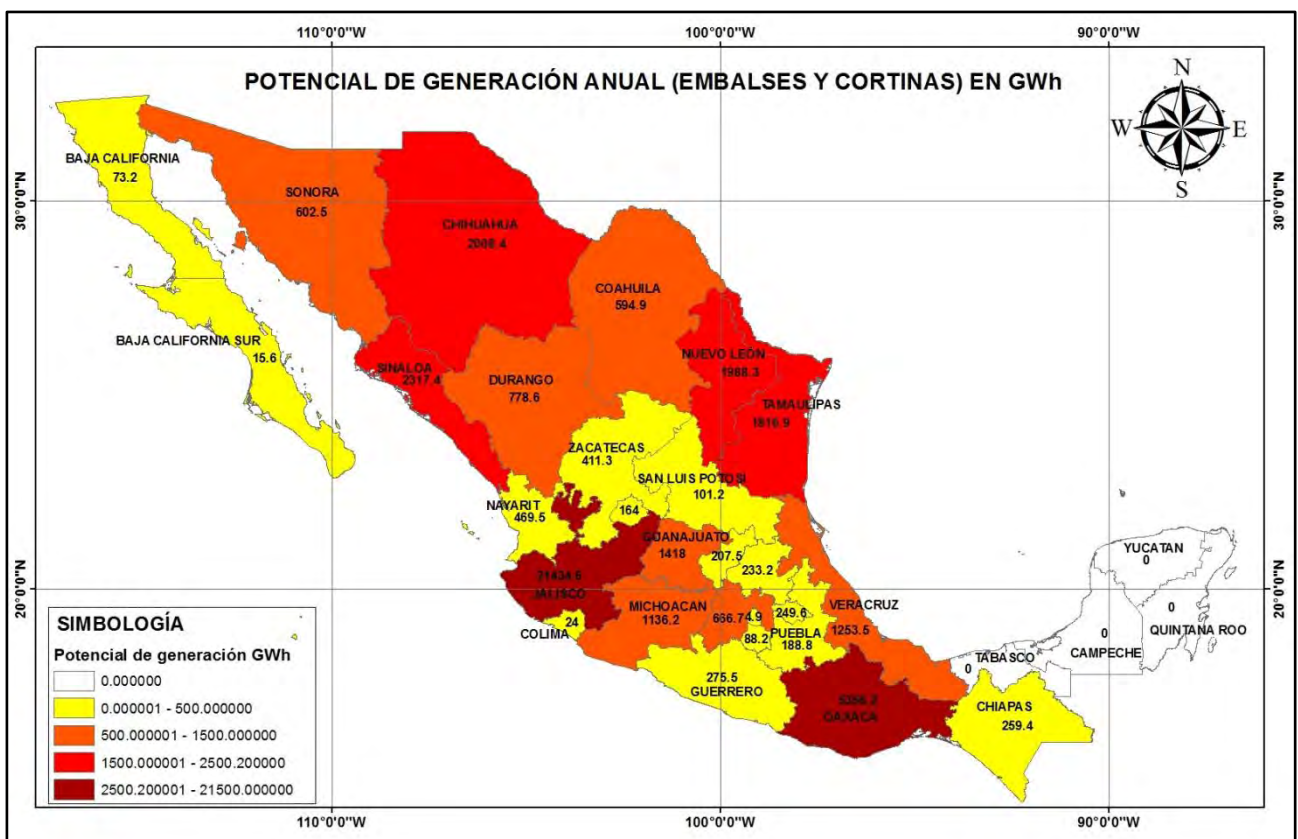 110°0'0"W 100°0'0"W 90°0'0"W
POTENCIAL DE GENERACIÓN ANUAL (EMBALSES Y CORTINAS) EN GWh
N
W E
S
30°0'0"N
30°0'0"N
20°0'0"N
20°0'0"N
BAJA CALIFORNIA
73.2
SONORA
602.5
CHIHUAHUA
COAHUILA
594.9
BAJA CALIFORNIA SUR
15.6
SINALOA
2317.4
DURANGO
778.6
NUEVO LEÓN
1988.3
TAMAULIPAS
ZACATECAS
411.3
SAN LUIS POTOSÍ
101.2
NAYARIT
469.5
164
GUANAJUATO
1418
207.5
233.2
JALISCO
COLIMA
24
MICHOACAN
1136.2
666.7
4.9
88.2
249.6
PUEBLA
188.8
VERACRUZ
1253.5
275.5
GUERRERO
OAXACA
CHIAPAS
259.4
TABASCO
0
CAMPECHE
0
YUCATAN
0
QUINTANA ROO
0
SIMBOLOGÍA
Potencial de generación GWh
0.000000
0.000001 - 500.000000
500.000001 - 1500.000000
1500.000001 - 2500.200000
2500.200001 - 21500.000000
110°0'0"W 100°0'0"W 90°0'0"W